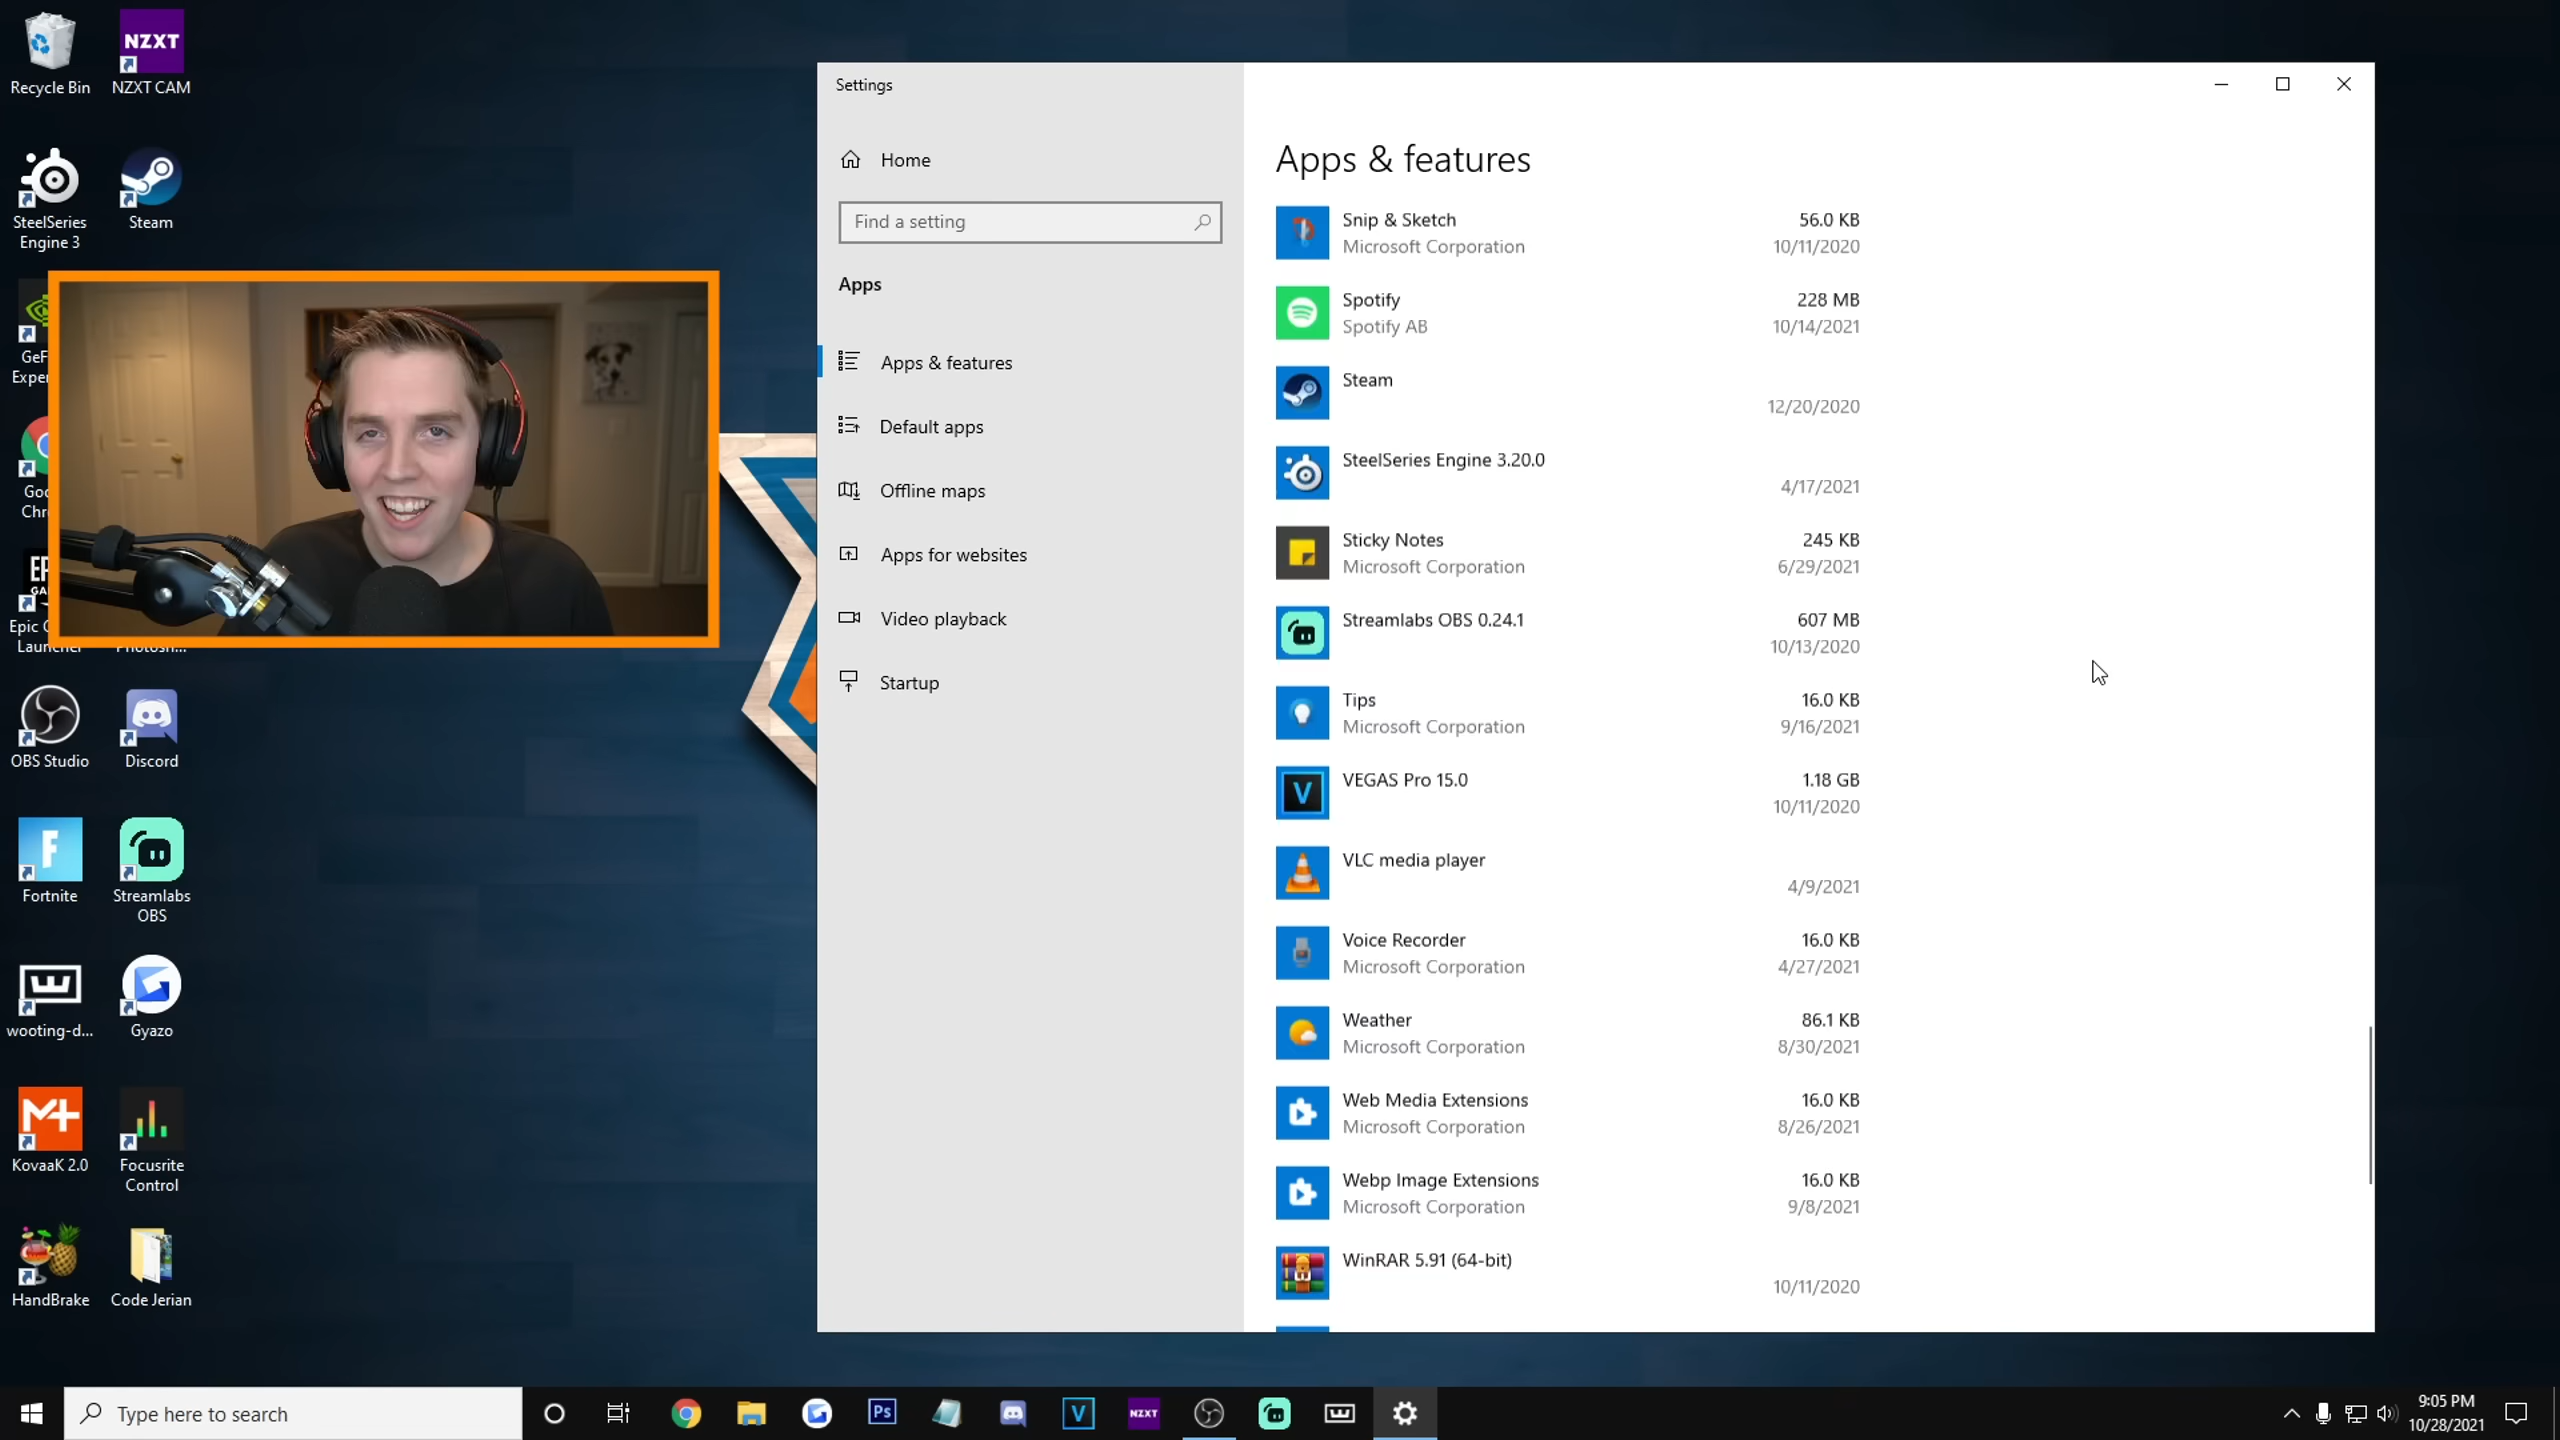 Recycle Bin
NZXT
NZXT CAM
SteelSeries
Engine 3
Steam
OBS Studio
Discord
F
Fortnite
Streamlabs
OBS
wooting-d...
Gyazo
KovaaK 2.0
Focusrite
Control
HandBrake
Code Jerian
Settings
Home
Find a setting
Apps
Apps & features
Default apps
Offline maps
Apps for websites
Video playback
Startup
Apps & features
Snip & Sketch 56.0 KB
Microsoft Corporation 10/11/2020
Spotify 228 MB
Spotify AB 10/14/2021
Steam
12/20/2020
SteelSeries Engine 3.20.0
4/17/2021
Sticky Notes 245 KB
Microsoft Corporation 6/29/2021
Streamlabs OBS 0.24.1 607 MB
10/13/2020
Tips 16.0 KB
Microsoft Corporation 9/16/2021
V
VEGAS Pro 15.0 1.18 GB
10/11/2020
VLC media player
4/9/2021
Voice Recorder 16.0 KB
Microsoft Corporation 4/27/2021
Weather 86.1 KB
Microsoft Corporation 8/30/2021
Web Media Extensions 16.0 KB
Microsoft Corporation 8/26/2021
Webp Image Extensions 16.0 KB
Microsoft Corporation 9/8/2021
WinRAR 5.91 (64-bit)
10/11/2020
Type here to search
Ps
V
NZXT
9:05 PM
10/28/2021